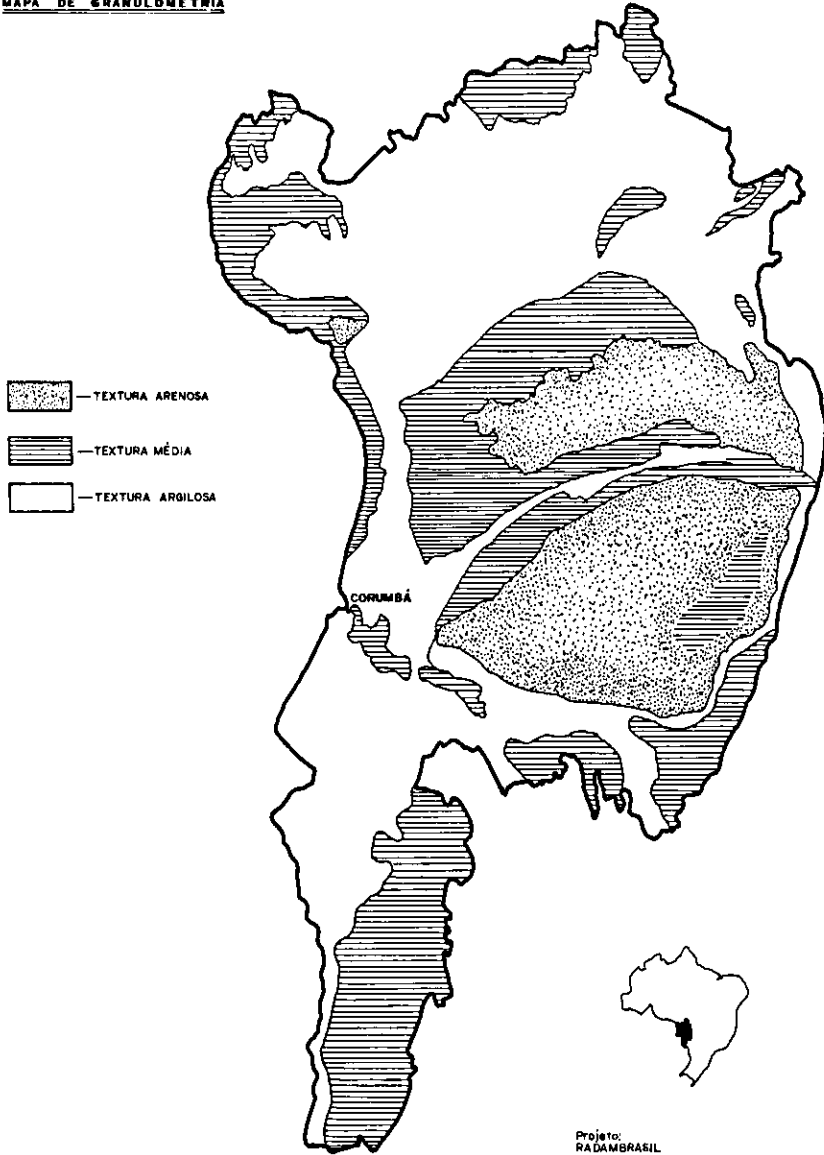 MAPA DE GRANULOMETRIA
— TEXTURA ARENOSA
— TEXTURA MÉDIA
— TEXTURA ARGILOSA
CORUMBÁ
Projeto:
RADAMBRASIL